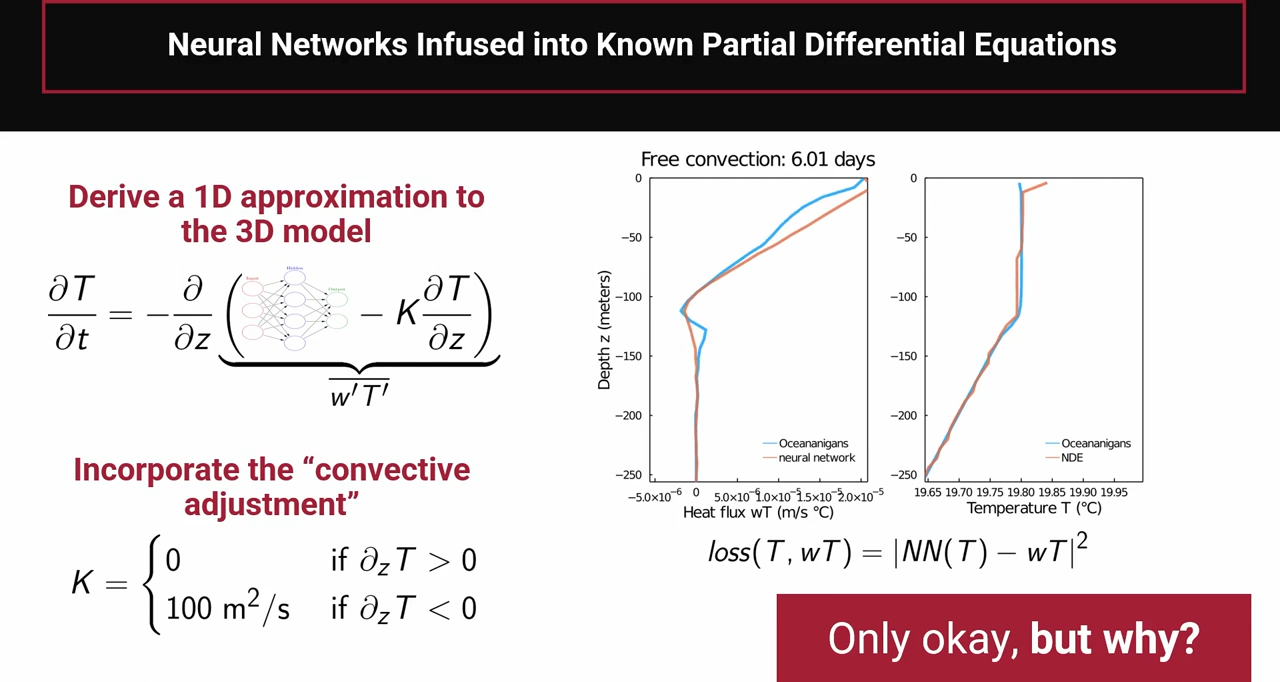 Neural Networks Infused into Known Partial Differential Equations
Derive a 1D approximation to
the 3D model
∂T/∂t = −∂/∂z ( − K ∂T/∂z )
w′T′
Incorporate the “convective
adjustment”
K = { 0 if ∂zT > 0
100 m²/s if ∂zT < 0
Free convection: 6.01 days
0
−50
−100
−150
−200
−250
Depth z (meters)
Oceananigans
neural network
−5.0×10⁻⁶ 0 5.0×10⁻⁶ 1.0×10⁻⁵ 1.5×10⁻⁵ 2.0×10⁻⁵
Heat flux wT (m/s °C)
0
−50
−100
−150
−200
−250
Oceananigans
NDE
19.65 19.70 19.75 19.80 19.85 19.90 19.95
Temperature T (°C)
loss(T, wT) = |NN(T) − wT|²
Only okay, but why?